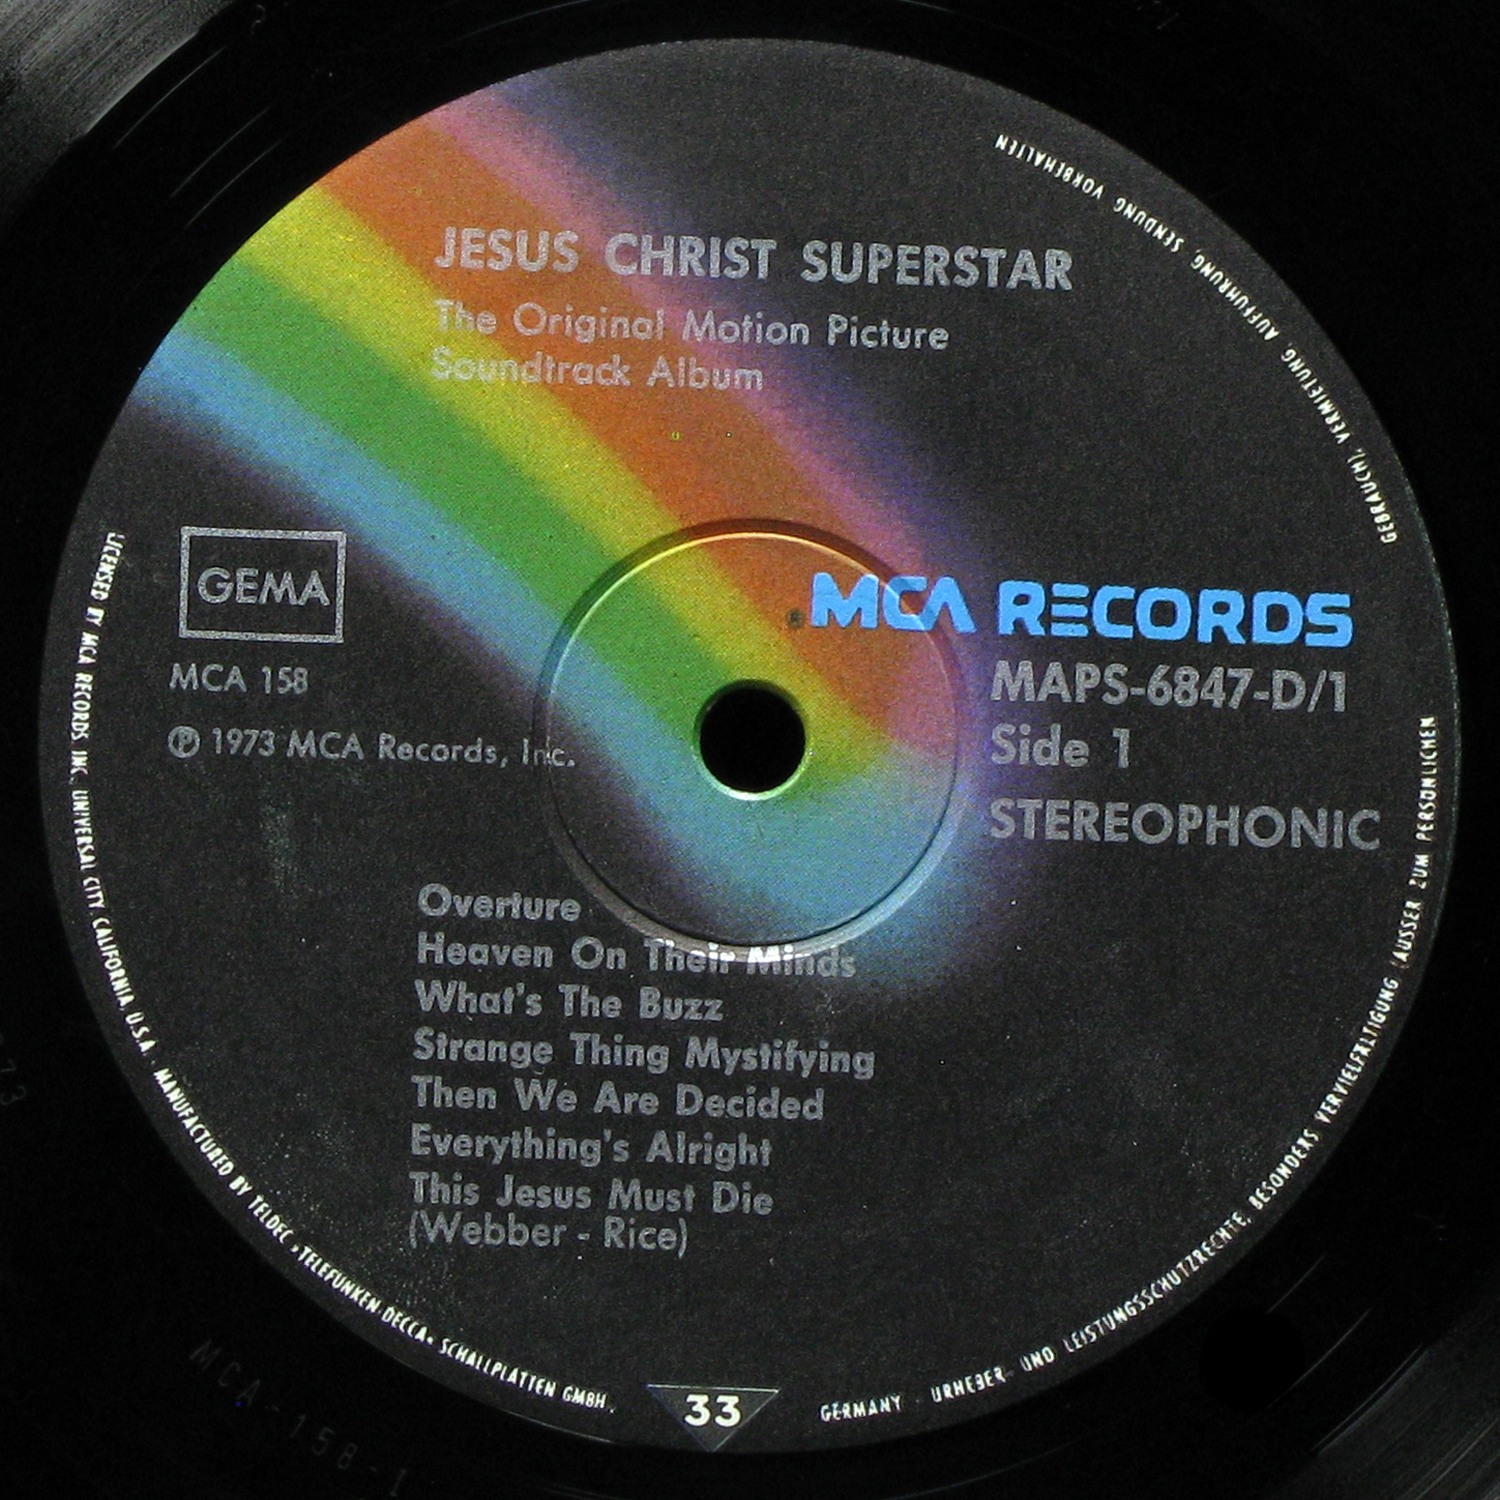 JESUS CHRIST SUPERSTAR
The Original Motion Picture
Soundtrack Album
GEMA
MCA 158
℗ 1973 MCA Records, Inc.
®MCA RECORDS
MAPS-6847-D/1
Side 1
STEREOPHONIC
Overture
Heaven On Their Minds
What's The Buzz
Strange Thing Mystifying
Then We Are Decided
Everything's Alright
This Jesus Must Die
(Webber - Rice)
LICENSED BY MCA RECORDS, INC. UNIVERSAL CITY, CALIFORNIA, U.S.A. MANUFACTURED BY TELDEC »TELEFUNKEN-DECCA« SCHALLPLATTEN GMBH.
33
GERMANY · URHEBER- UND LEISTUNGSSCHUTZRECHTE, BESONDERS VERVIELFÄLTIGUNG (AUSSER ZUM PERSÖNLICHEN GEBRAUCH), VERMIETUNG, AUFFÜHRUNG, SENDUNG VORBEHALTEN
MCA-158-1